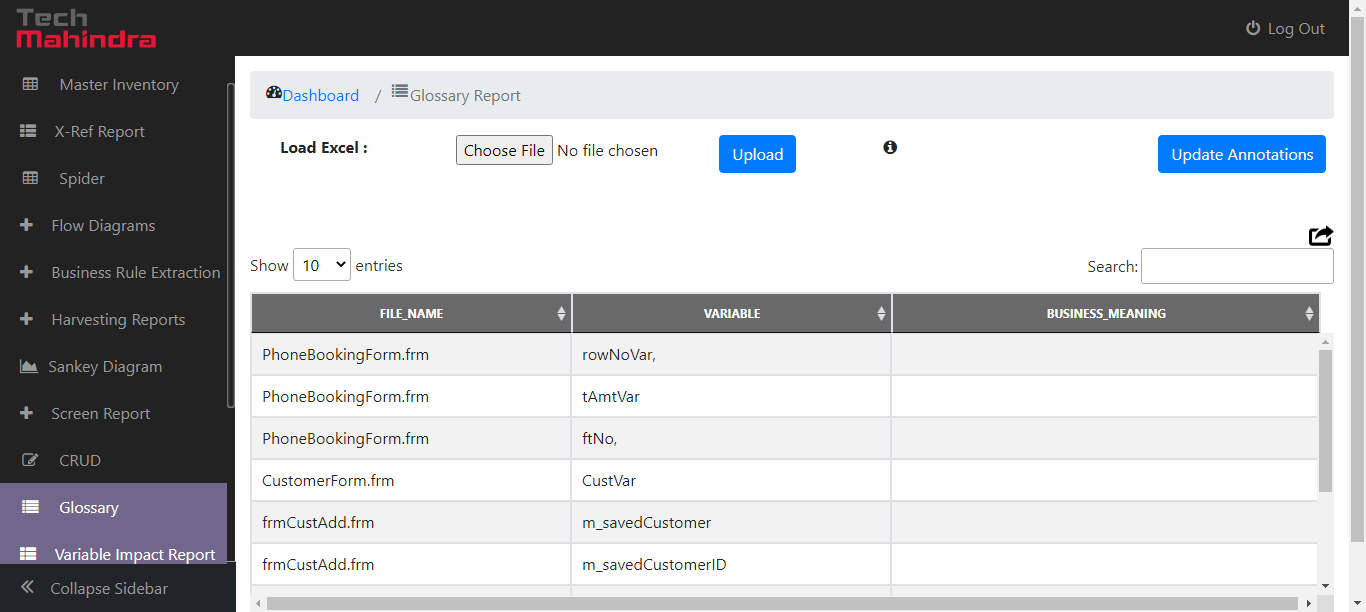 Tech
Mahindra
Log Out
Master Inventory
X-Ref Report
Spider
Flow Diagrams
Business Rule Extraction
Harvesting Reports
Sankey Diagram
Screen Report
CRUD
Glossary
Variable Impact Report
Collapse Sidebar
Dashboard / Glossary Report
Load Excel : Choose File No file chosen Upload Update Annotations
Show 10 entries Search:
FILE_NAME VARIABLE BUSINESS_MEANING
PhoneBookingForm.frm rowNoVar,
PhoneBookingForm.frm tAmtVar
PhoneBookingForm.frm ftNo,
CustomerForm.frm CustVar
frmCustAdd.frm m_savedCustomer
frmCustAdd.frm m_savedCustomerID